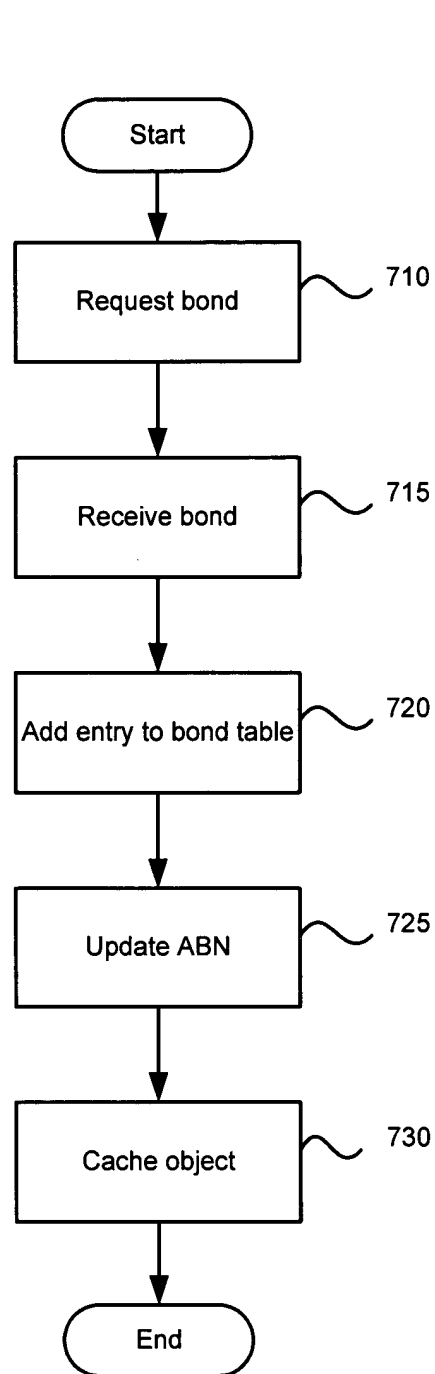 Start
Request bond
710
Receive bond
715
Add entry to bond table
720
Update ABN
725
Cache object
730
End